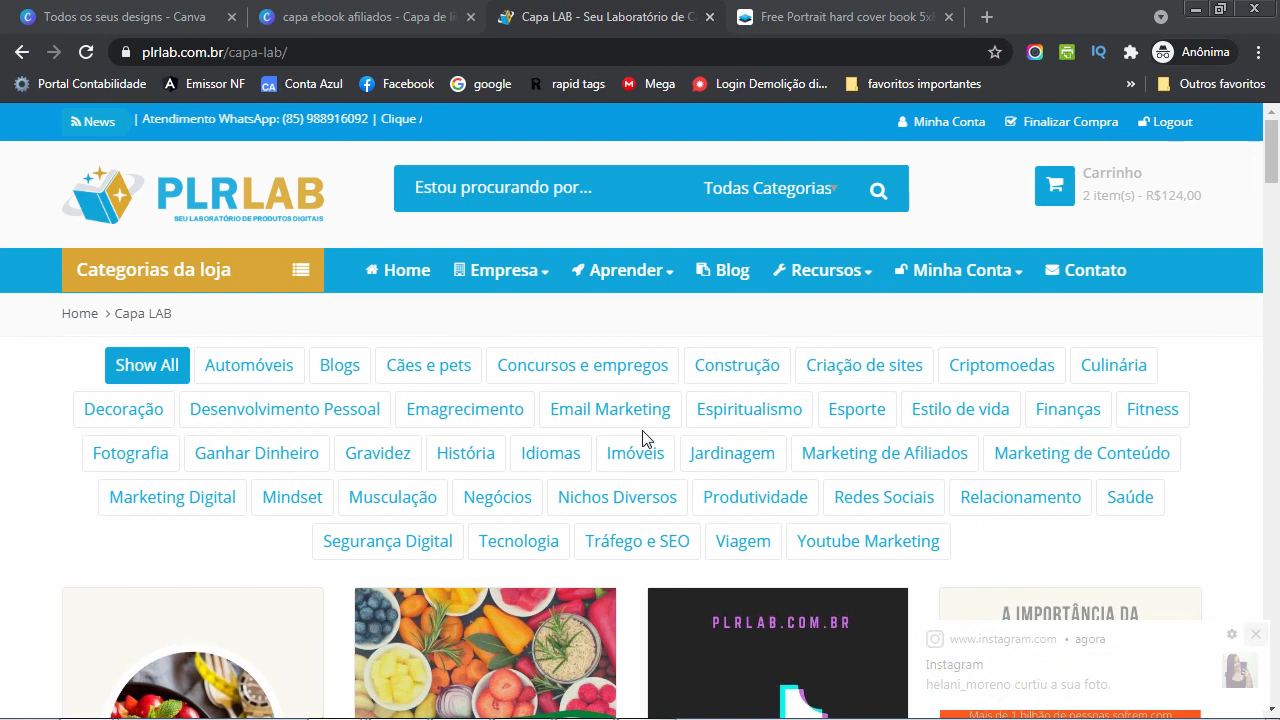 Todos os seus designs - Canva
capa ebook afiliados - Capa de li
Capa LAB - Seu Laboratório de C
Free Portrait hard cover book 5x8
plrlab.com.br/capa-lab/
IQ
Anônima
Portal Contabilidade
Emissor NF
CA
Conta Azul
Facebook
google
R
rapid tags
Mega
Login Demolição di...
favoritos importantes
»
Outros favoritos
News
| Atendimento WhatsApp: (85) 988916092 | Clique
Minha Conta
Finalizar Compra
Logout
PLRLAB
SEU LABORATÓRIO DE PRODUTOS DIGITAIS
Estou procurando por...
Todas Categorias
Carrinho
2 item(s) - R$124,00
Categorias da loja
Home
Empresa
Aprender
Blog
Recursos
Minha Conta
Contato
Home > Capa LAB
Show All
Automóveis
Blogs
Cães e pets
Concursos e empregos
Construção
Criação de sites
Criptomoedas
Culinária
Decoração
Desenvolvimento Pessoal
Emagrecimento
Email Marketing
Espiritualismo
Esporte
Estilo de vida
Finanças
Fitness
Fotografia
Ganhar Dinheiro
Gravidez
História
Idiomas
Imóveis
Jardinagem
Marketing de Afiliados
Marketing de Conteúdo
Marketing Digital
Mindset
Musculação
Negócios
Nichos Diversos
Produtividade
Redes Sociais
Relacionamento
Saúde
Segurança Digital
Tecnologia
Tráfego e SEO
Viagem
Youtube Marketing
PLRLAB.COM.BR
A IMPORTÂNCIA DA
www.instagram.com • agora
Instagram
helani_moreno curtiu a sua foto.
Mais de 1 bilhão de pessoas sofrem com